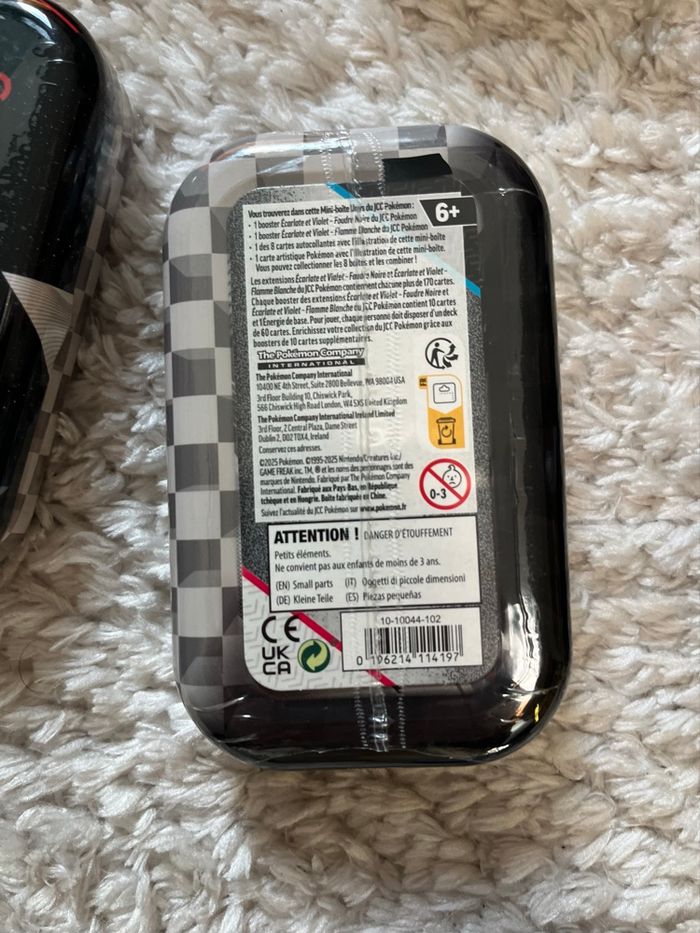 Vous trouverez dans cette Mini-boîte Unys du JCC Pokémon :
6+
• 1 booster Écarlate et Violet – Foudre Noire du JCC Pokémon
• 1 booster Écarlate et Violet – Flamme Blanche du JCC Pokémon
• 1 des 8 cartes autocollantes avec l'illustration de cette mini-boîte
• 1 carte artistique Pokémon avec l'illustration de cette mini-boîte.
Vous pouvez collectionner les 8 boîtes et les combiner !
Les extensions Écarlate et Violet – Foudre Noire et Écarlate et Violet –
Flamme Blanche du JCC Pokémon contiennent chacune plus de 170 cartes.
Chaque booster des extensions Écarlate et Violet – Foudre Noire et
Écarlate et Violet – Flamme Blanche du JCC Pokémon contient 10 cartes
et 1 Énergie de base. Pour jouer, chaque personne doit disposer d'un deck
de 60 cartes. Enrichissez votre collection du JCC Pokémon grâce aux
boosters de 10 cartes supplémentaires.
The Pokémon Company
INTERNATIONAL
The Pokémon Company International
10400 NE 4th Street, Suite 2800 Bellevue, WA 98004 USA
3rd Floor Building 10, Chiswick Park,
566 Chiswick High Road London, W4 5XS United Kingdom
The Pokémon Company International Ireland Limited
3rd Floor, 2 Central Plaza, Dame Street
Dublin 2, D02 T0X4, Ireland
Conservez ces adresses.
©2025 Pokémon. ©1995-2025 Nintendo/Creatures Inc./
GAME FREAK inc. TM, ® et les noms des personnages sont des
marques de Nintendo. Fabriqué par The Pokémon Company
International. Fabriqué aux Pays-Bas, en République
tchèque et en Hongrie. Boîte fabriquée en Chine.
Suivez l'actualité du JCC Pokémon sur www.pokemon.fr
FR
0-3
ATTENTION ! DANGER D'ÉTOUFFEMENT
Petits éléments.
Ne convient pas aux enfants de moins de 3 ans.
(EN) Small parts (IT) Oggetti di piccole dimensioni
(DE) Kleine Teile (ES) Piezas pequeñas
CE
UK
CA
10-10044-102
0 196214 114197